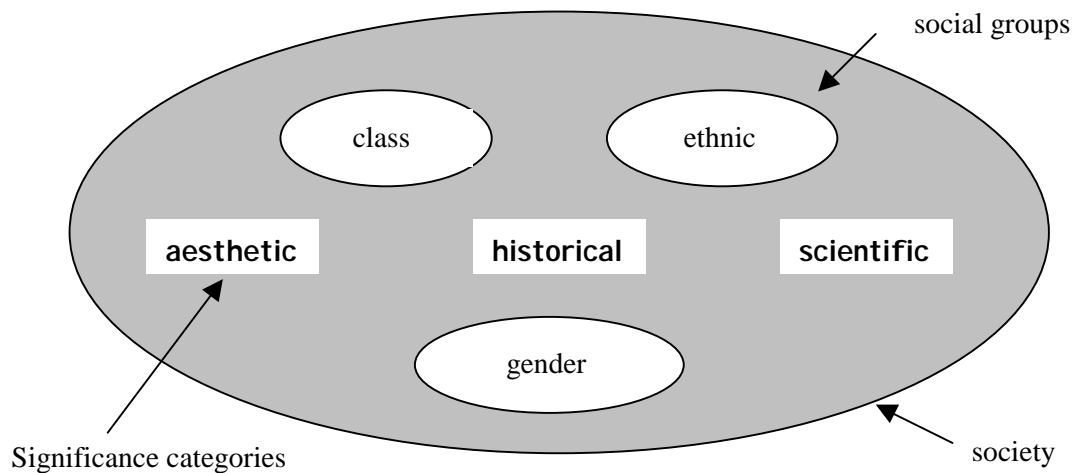 social groups
class
ethnic
aesthetic
historical
scientific
gender
Significance categories
society